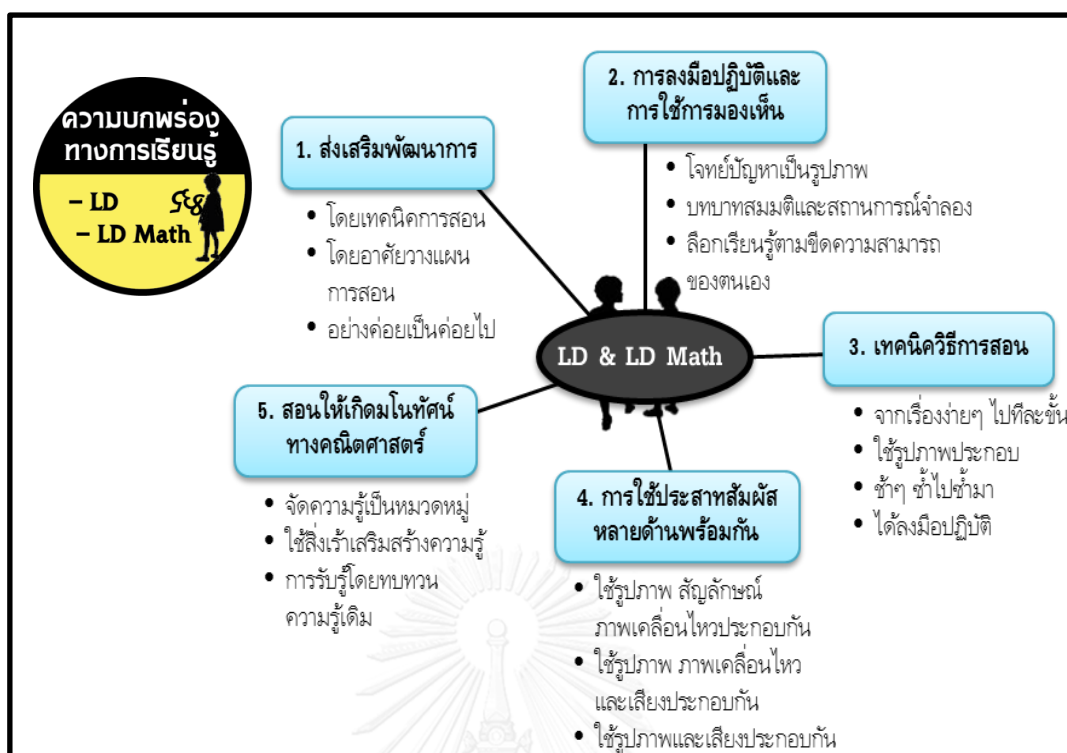 ความบกพร่อง
ทางการเรียนรู้
– LD
– LD Math
1. ส่งเสริมพัฒนาการ
• โดยเทคนิคการสอน
• โดยอาศัยวางแผน
การสอน
• อย่างค่อยเป็นค่อยไป
2. การลงมือปฏิบัติและ
การใช้การมองเห็น
• โจทย์ปัญหาเป็นรูปภาพ
• บทบาทสมมติและสถานการณ์จำลอง
• ลือกเรียนรู้ตามขีดความสามารถ
ของตนเอง
LD & LD Math
3. เทคนิควิธีการสอน
• จากเรื่องง่ายๆ ไปทีละขั้น
• ใช้รูปภาพประกอบ
• ช้าๆ ซ้ำไปซ้ำมา
• ได้ลงมือปฏิบัติ
4. การใช้ประสาทสัมผัส
หลายด้านพร้อมกัน
• ใช้รูปภาพ สัญลักษณ์
ภาพเคลื่อนไหวประกอบกัน
• ใช้รูปภาพ ภาพเคลื่อนไหว
และเสียงประกอบกัน
• ใช้รูปภาพและเสียงประกอบกัน
5. สอนให้เกิดมโนทัศน์
ทางคณิตศาสตร์
• จัดความรู้เป็นหมวดหมู่
• ใช้สิ่งเร้าเสริมสร้างความรู้
• การรับรู้โดยทบทวน
ความรู้เดิม